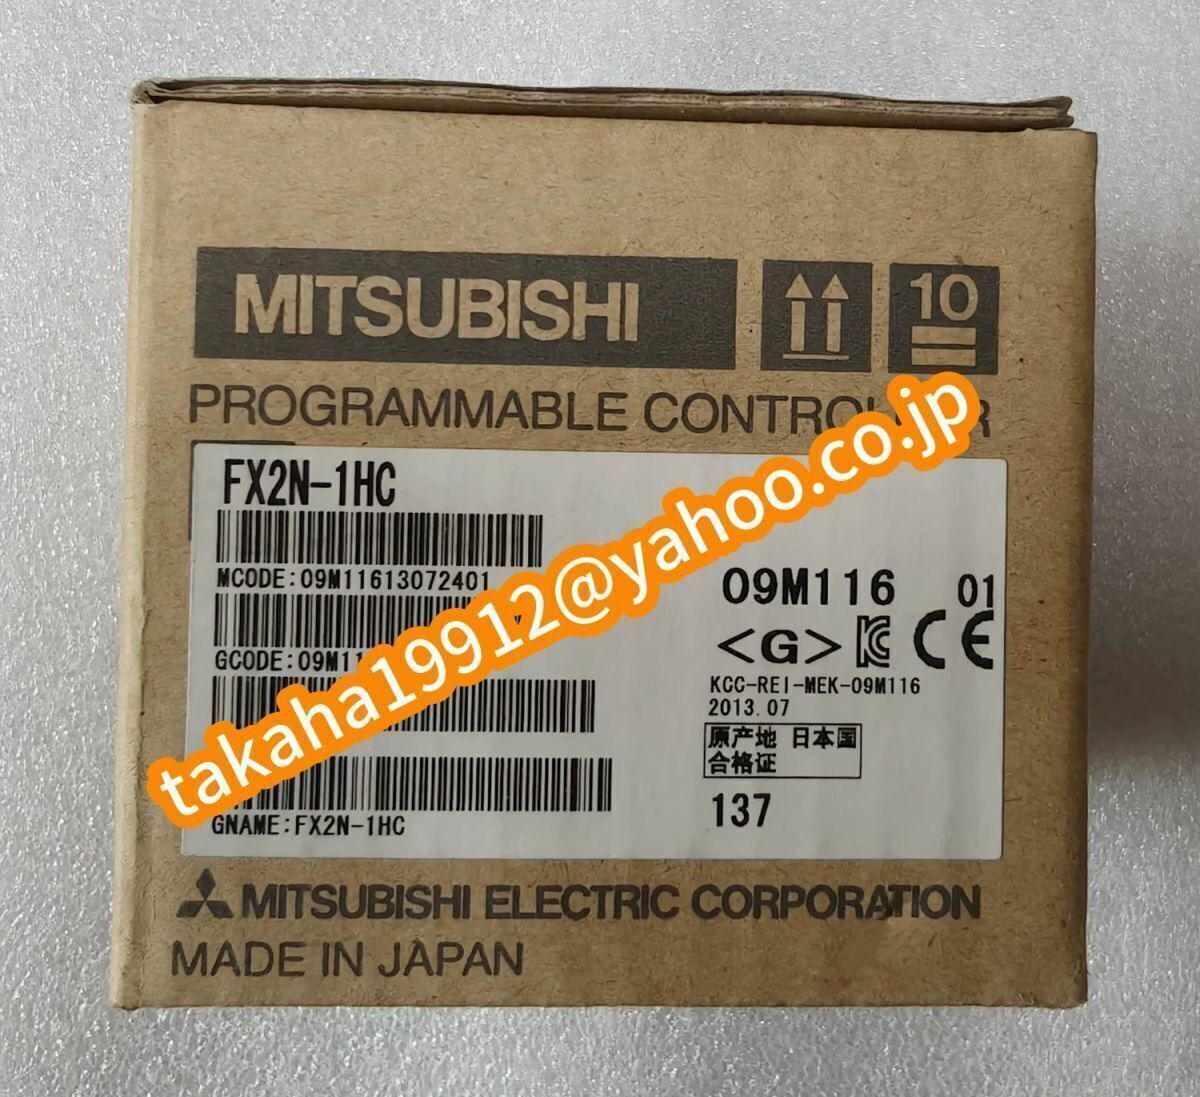 MITSUBISHI
10
PROGRAMMABLE CONTROLLER
FX2N-1HC
MCODE:09M11613072401
09M116 01
<G> CE
GCODE:09M11
KCC-REI-MEK-09M116
2013.07
原产地 日本国
合格证
137
GNAME:FX2N-1HC
takaha19912@yahoo.co.jp
MITSUBISHI ELECTRIC CORPORATION
MADE IN JAPAN